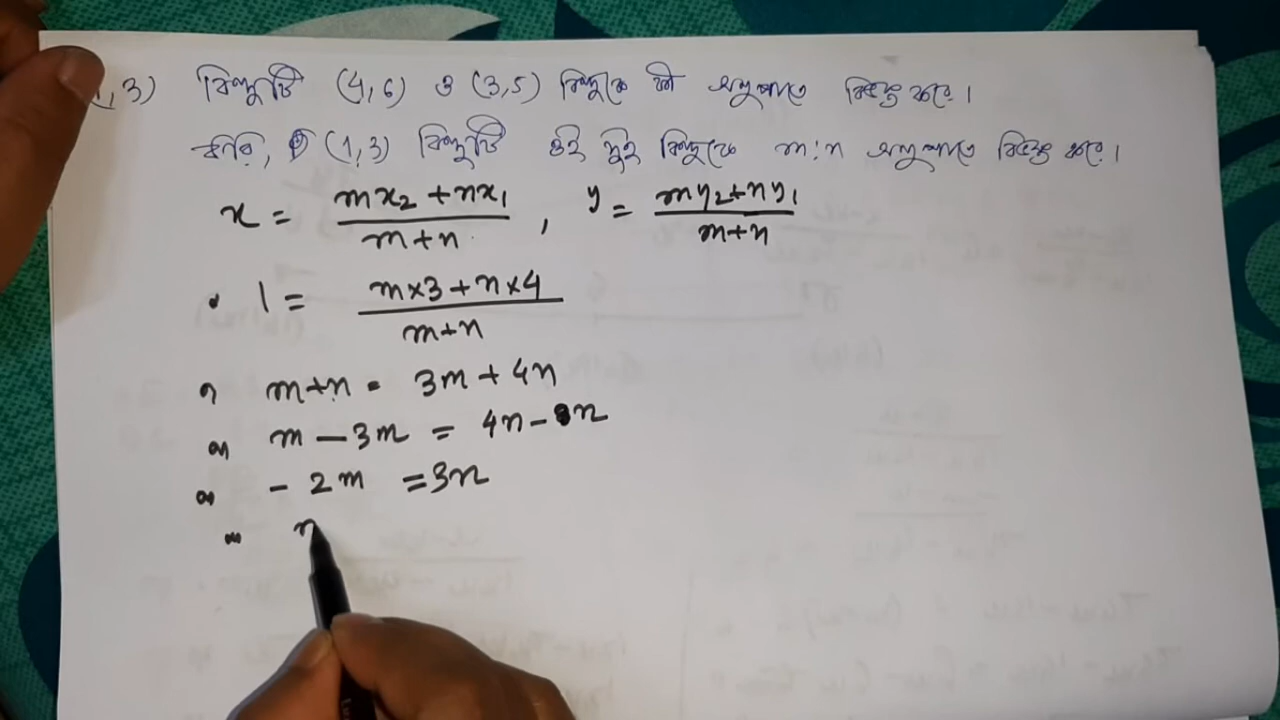 , 3) বিন্দুটি (4,6) ও (3,5) বিন্দুকে কী অনুপাতে বিভক্ত করে।
ধরি, (1,3) বিন্দুটি ওই দুই বিন্দুকে m:n অনুপাতে বিভক্ত করে।
x = (mx₂ + nx₁)/(m+n) , y = (my₂+ny₁)/(m+n)
1 = (m×3 + n×4)/(m+n)
m+n = 3m + 4n
m - 3m = 4n - n
- 2m = 3n